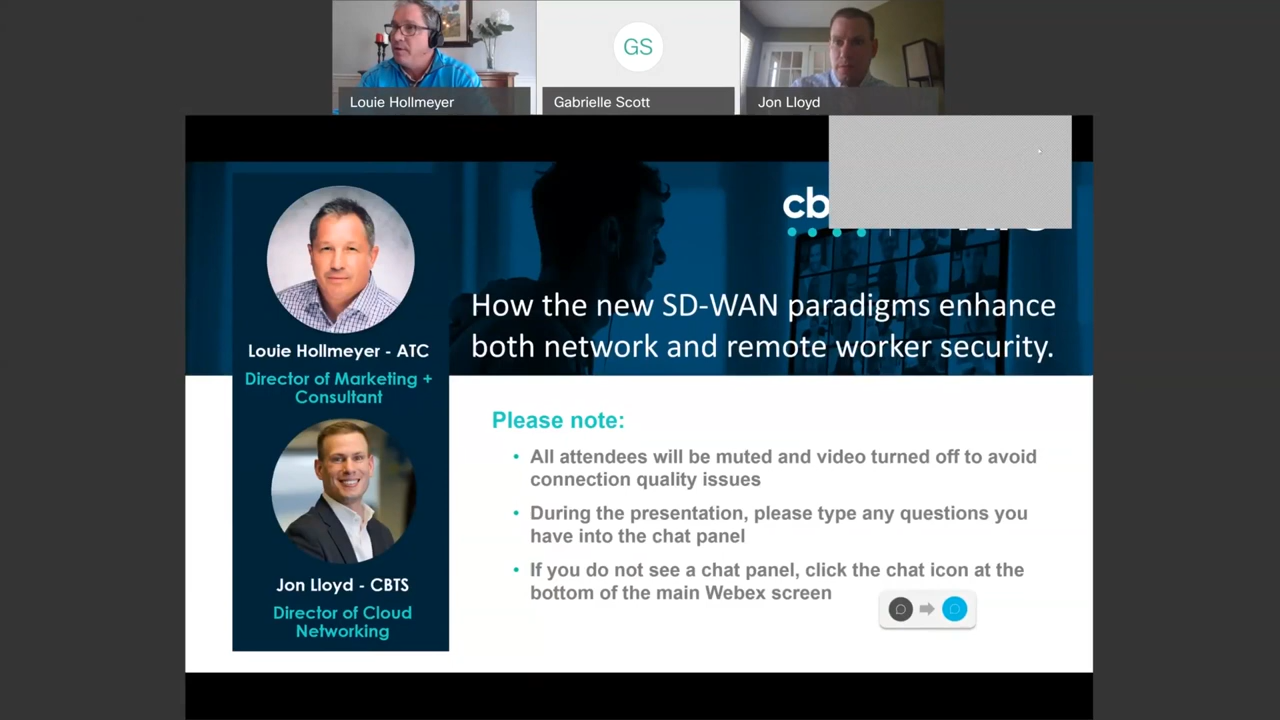 GS
Louie Hollmeyer
Gabrielle Scott
Jon Lloyd
cb
How the new SD-WAN paradigms enhance
both network and remote worker security.
Louie Hollmeyer - ATC
Director of Marketing +
Consultant
Jon Lloyd - CBTS
Director of Cloud
Networking
Please note:
• All attendees will be muted and video turned off to avoid
connection quality issues
• During the presentation, please type any questions you
have into the chat panel
• If you do not see a chat panel, click the chat icon at the
bottom of the main Webex screen